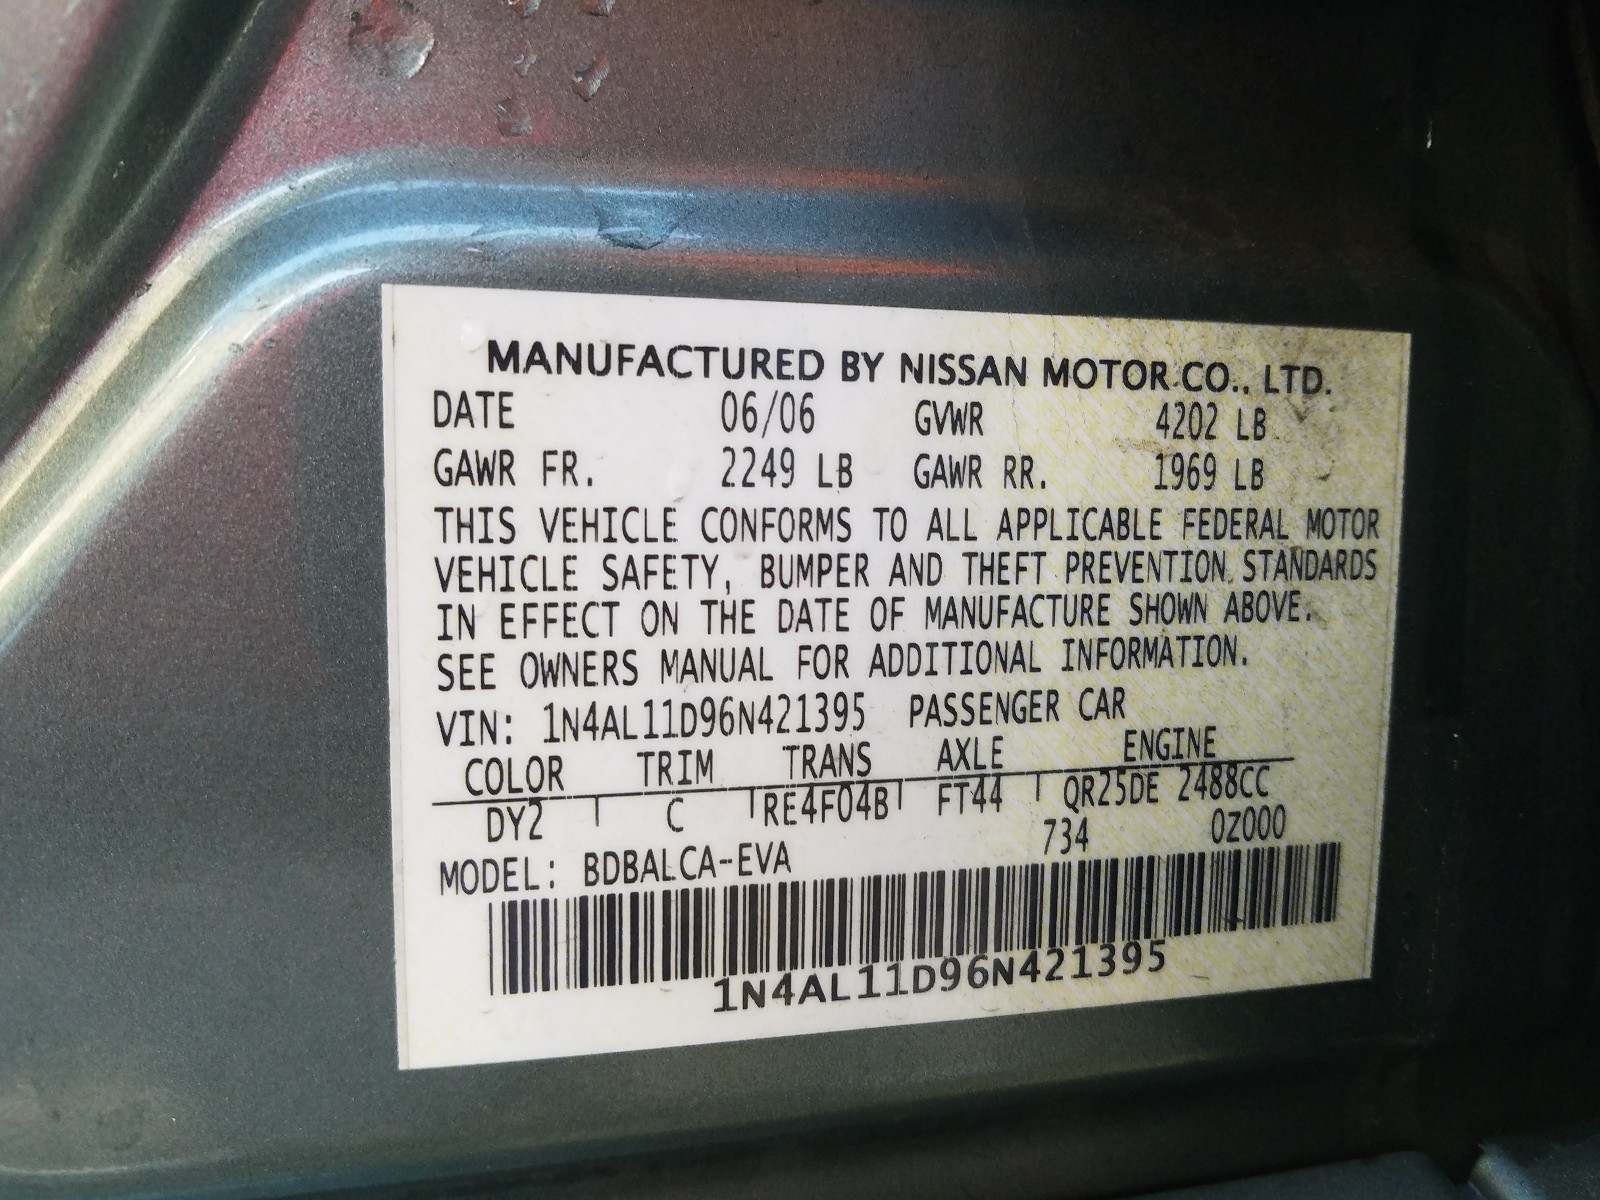 MANUFACTURED BY NISSAN MOTOR CO., LTD.
DATE 06/06 GVWR 4202 LB
GAWR FR. 2249 LB GAWR RR. 1969 LB
THIS VEHICLE CONFORMS TO ALL APPLICABLE FEDERAL MOTOR
VEHICLE SAFETY, BUMPER AND THEFT PREVENTION STANDARDS
IN EFFECT ON THE DATE OF MANUFACTURE SHOWN ABOVE.
SEE OWNERS MANUAL FOR ADDITIONAL INFORMATION.
VIN: 1N4AL11D96N421395 PASSENGER CAR
COLOR TRIM TRANS AXLE ENGINE
DY2 C RE4F04B FT44 QR25DE 2488CC
734 0Z000
MODEL: BDBALCA-EVA
1N4AL11D96N421395